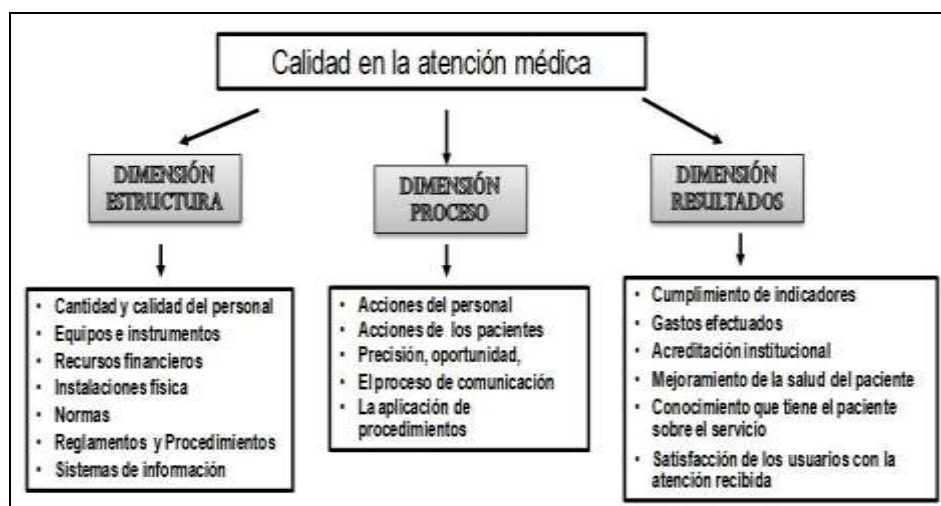 Calidad en la atención médica
DIMENSIÓN
ESTRUCTURA
• Cantidad y calidad del personal
• Equipos e instrumentos
• Recursos financieros
• Instalaciones física
• Normas
• Reglamentos y Procedimientos
• Sistemas de información
DIMENSIÓN
PROCESO
• Acciones del personal
• Acciones de los pacientes
• Precisión, oportunidad,
• El proceso de comunicación
• La aplicación de
procedimientos
DIMENSIÓN
RESULTADOS
• Cumplimiento de indicadores
• Gastos efectuados
• Acreditación institucional
• Mejoramiento de la salud del paciente
• Conocimiento que tiene el paciente
sobre el servicio
• Satisfacción de los usuarios con la
atención recibida